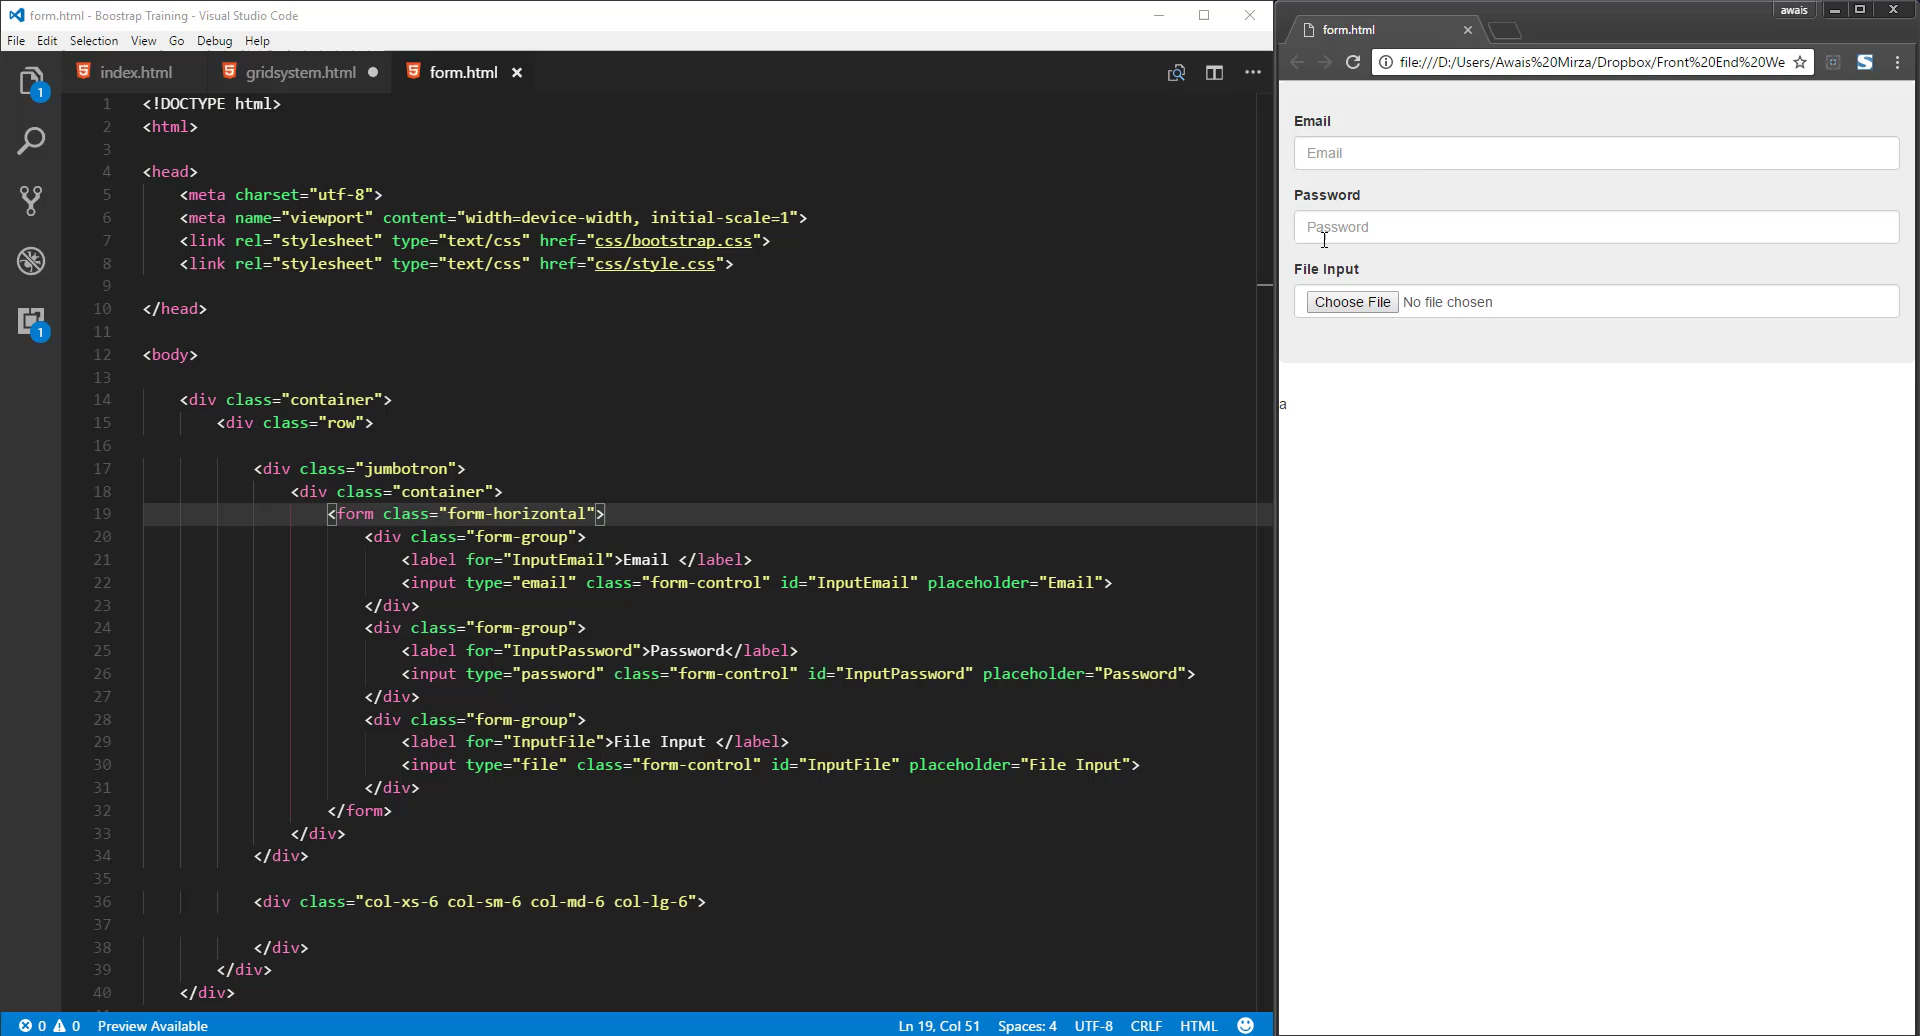 form.html - Boostrap Training - Visual Studio Code
File Edit Selection View Go Debug Help
index.html gridsystem.html form.html
1 <!DOCTYPE html>
2 <html>
3
4 <head>
5 <meta charset="utf-8">
6 <meta name="viewport" content="width=device-width, initial-scale=1">
7 <link rel="stylesheet" type="text/css" href="css/bootstrap.css">
8 <link rel="stylesheet" type="text/css" href="css/style.css">
9
10 </head>
11
12 <body>
13
14 <div class="container">
15 <div class="row">
16
17 <div class="jumbotron">
18 <div class="container">
19 <form class="form-horizontal">
20 <div class="form-group">
21 <label for="InputEmail">Email </label>
22 <input type="email" class="form-control" id="InputEmail" placeholder="Email">
23 </div>
24 <div class="form-group">
25 <label for="InputPassword">Password</label>
26 <input type="password" class="form-control" id="InputPassword" placeholder="Password">
27 </div>
28 <div class="form-group">
29 <label for="InputFile">File Input </label>
30 <input type="file" class="form-control" id="InputFile" placeholder="File Input">
31 </div>
32 </form>
33 </div>
34 </div>
35
36 <div class="col-xs-6 col-sm-6 col-md-6 col-lg-6">
37
38 </div>
39 </div>
40 </div>
1
1
0 0 Preview Available Ln 19, Col 51 Spaces: 4 UTF-8 CRLF HTML
awais
form.html
file:///D:/Users/Awais%20Mirza/Dropbox/Front%20End%20We
S
Email
Email
Password
Password
File Input
Choose File No file chosen
a